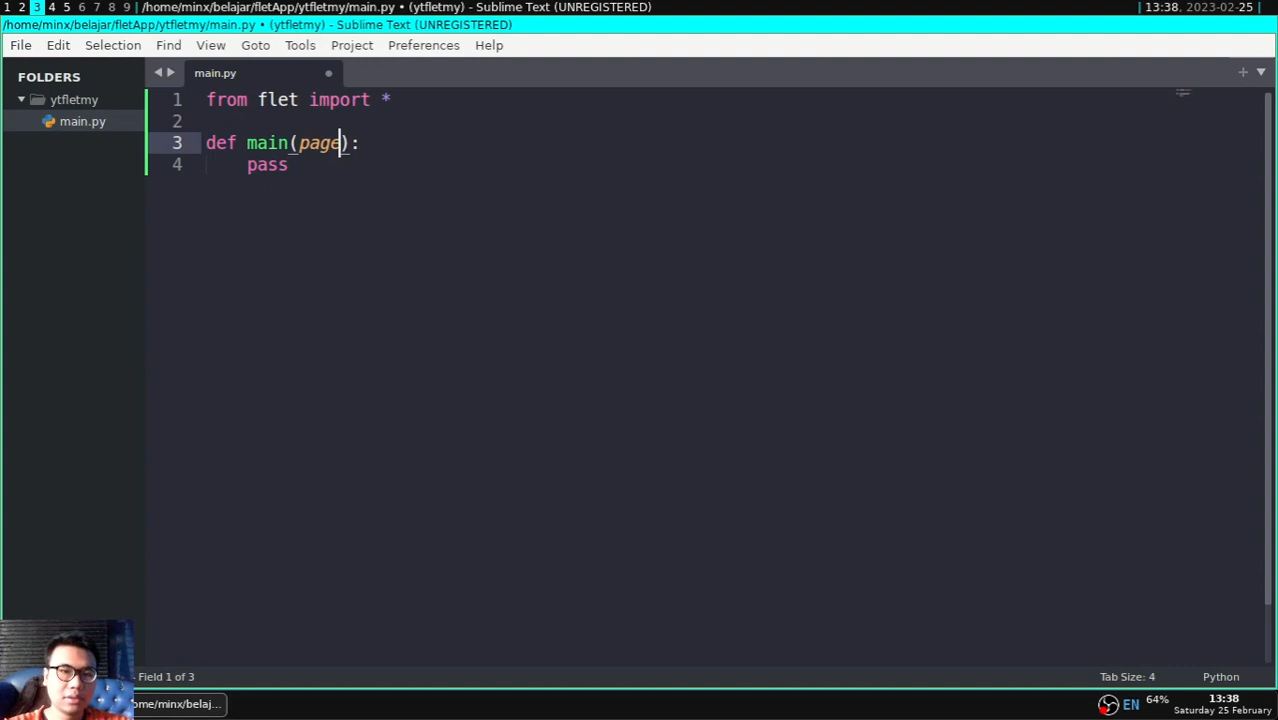 1 2 3 4 5 6 7 8 9 /home/minx/belajar/fletApp/ytfletmy/main.py • (ytfletmy) - Sublime Text (UNREGISTERED) 13:38, 2023-02-25
/home/minx/belajar/fletApp/ytfletmy/main.py • (ytfletmy) - Sublime Text (UNREGISTERED)
File Edit Selection Find View Goto Tools Project Preferences Help
FOLDERS
ytfletmy
main.py
main.py
1 from flet import *
2
3 def main(page):
4 pass
- Field 1 of 3 Tab Size: 4 Python
ome/minx/belaj... EN 64% 13:38
Saturday 25 February